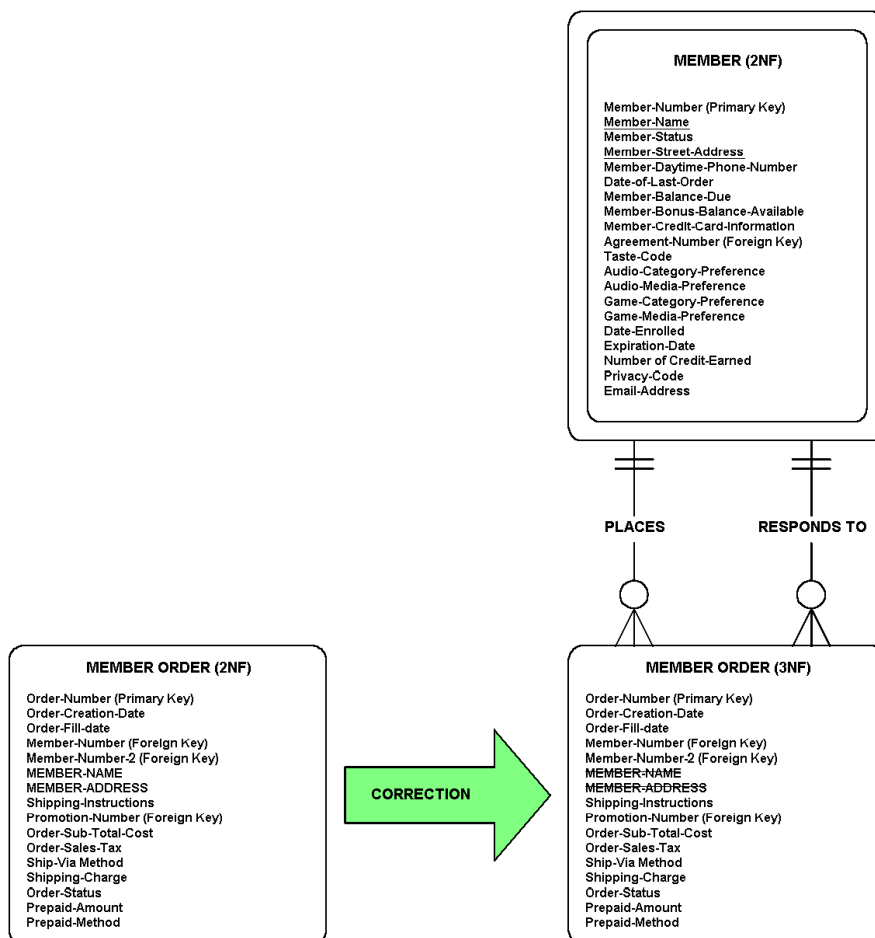 MEMBER (2NF)
Member-Number (Primary Key)
Member-Name
Member-Status
Member-Street-Address
Member-Daytime-Phone-Number
Date-of-Last-Order
Member-Balance-Due
Member-Bonus-Balance-Available
Member-Credit-Card-Information
Agreement-Number (Foreign Key)
Taste-Code
Audio-Category-Preference
Audio-Media-Preference
Game-Category-Preference
Game-Media-Preference
Date-Enrolled
Expiration-Date
Number of Credit-Earned
Privacy-Code
Email-Address
PLACES
RESPONDS TO
MEMBER ORDER (2NF)
Order-Number (Primary Key)
Order-Creation-Date
Order-Fill-date
Member-Number (Foreign Key)
Member-Number-2 (Foreign Key)
MEMBER-NAME
MEMBER-ADDRESS
Shipping-Instructions
Promotion-Number (Foreign Key)
Order-Sub-Total-Cost
Order-Sales-Tax
Ship-Via Method
Shipping-Charge
Order-Status
Prepaid-Amount
Prepaid-Method
CORRECTION
MEMBER ORDER (3NF)
Order-Number (Primary Key)
Order-Creation-Date
Order-Fill-date
Member-Number (Foreign Key)
Member-Number-2 (Foreign Key)
MEMBER-NAME
MEMBER-ADDRESS
Shipping-Instructions
Promotion-Number (Foreign Key)
Order-Sub-Total-Cost
Order-Sales-Tax
Ship-Via Method
Shipping-Charge
Order-Status
Prepaid-Amount
Prepaid-Method